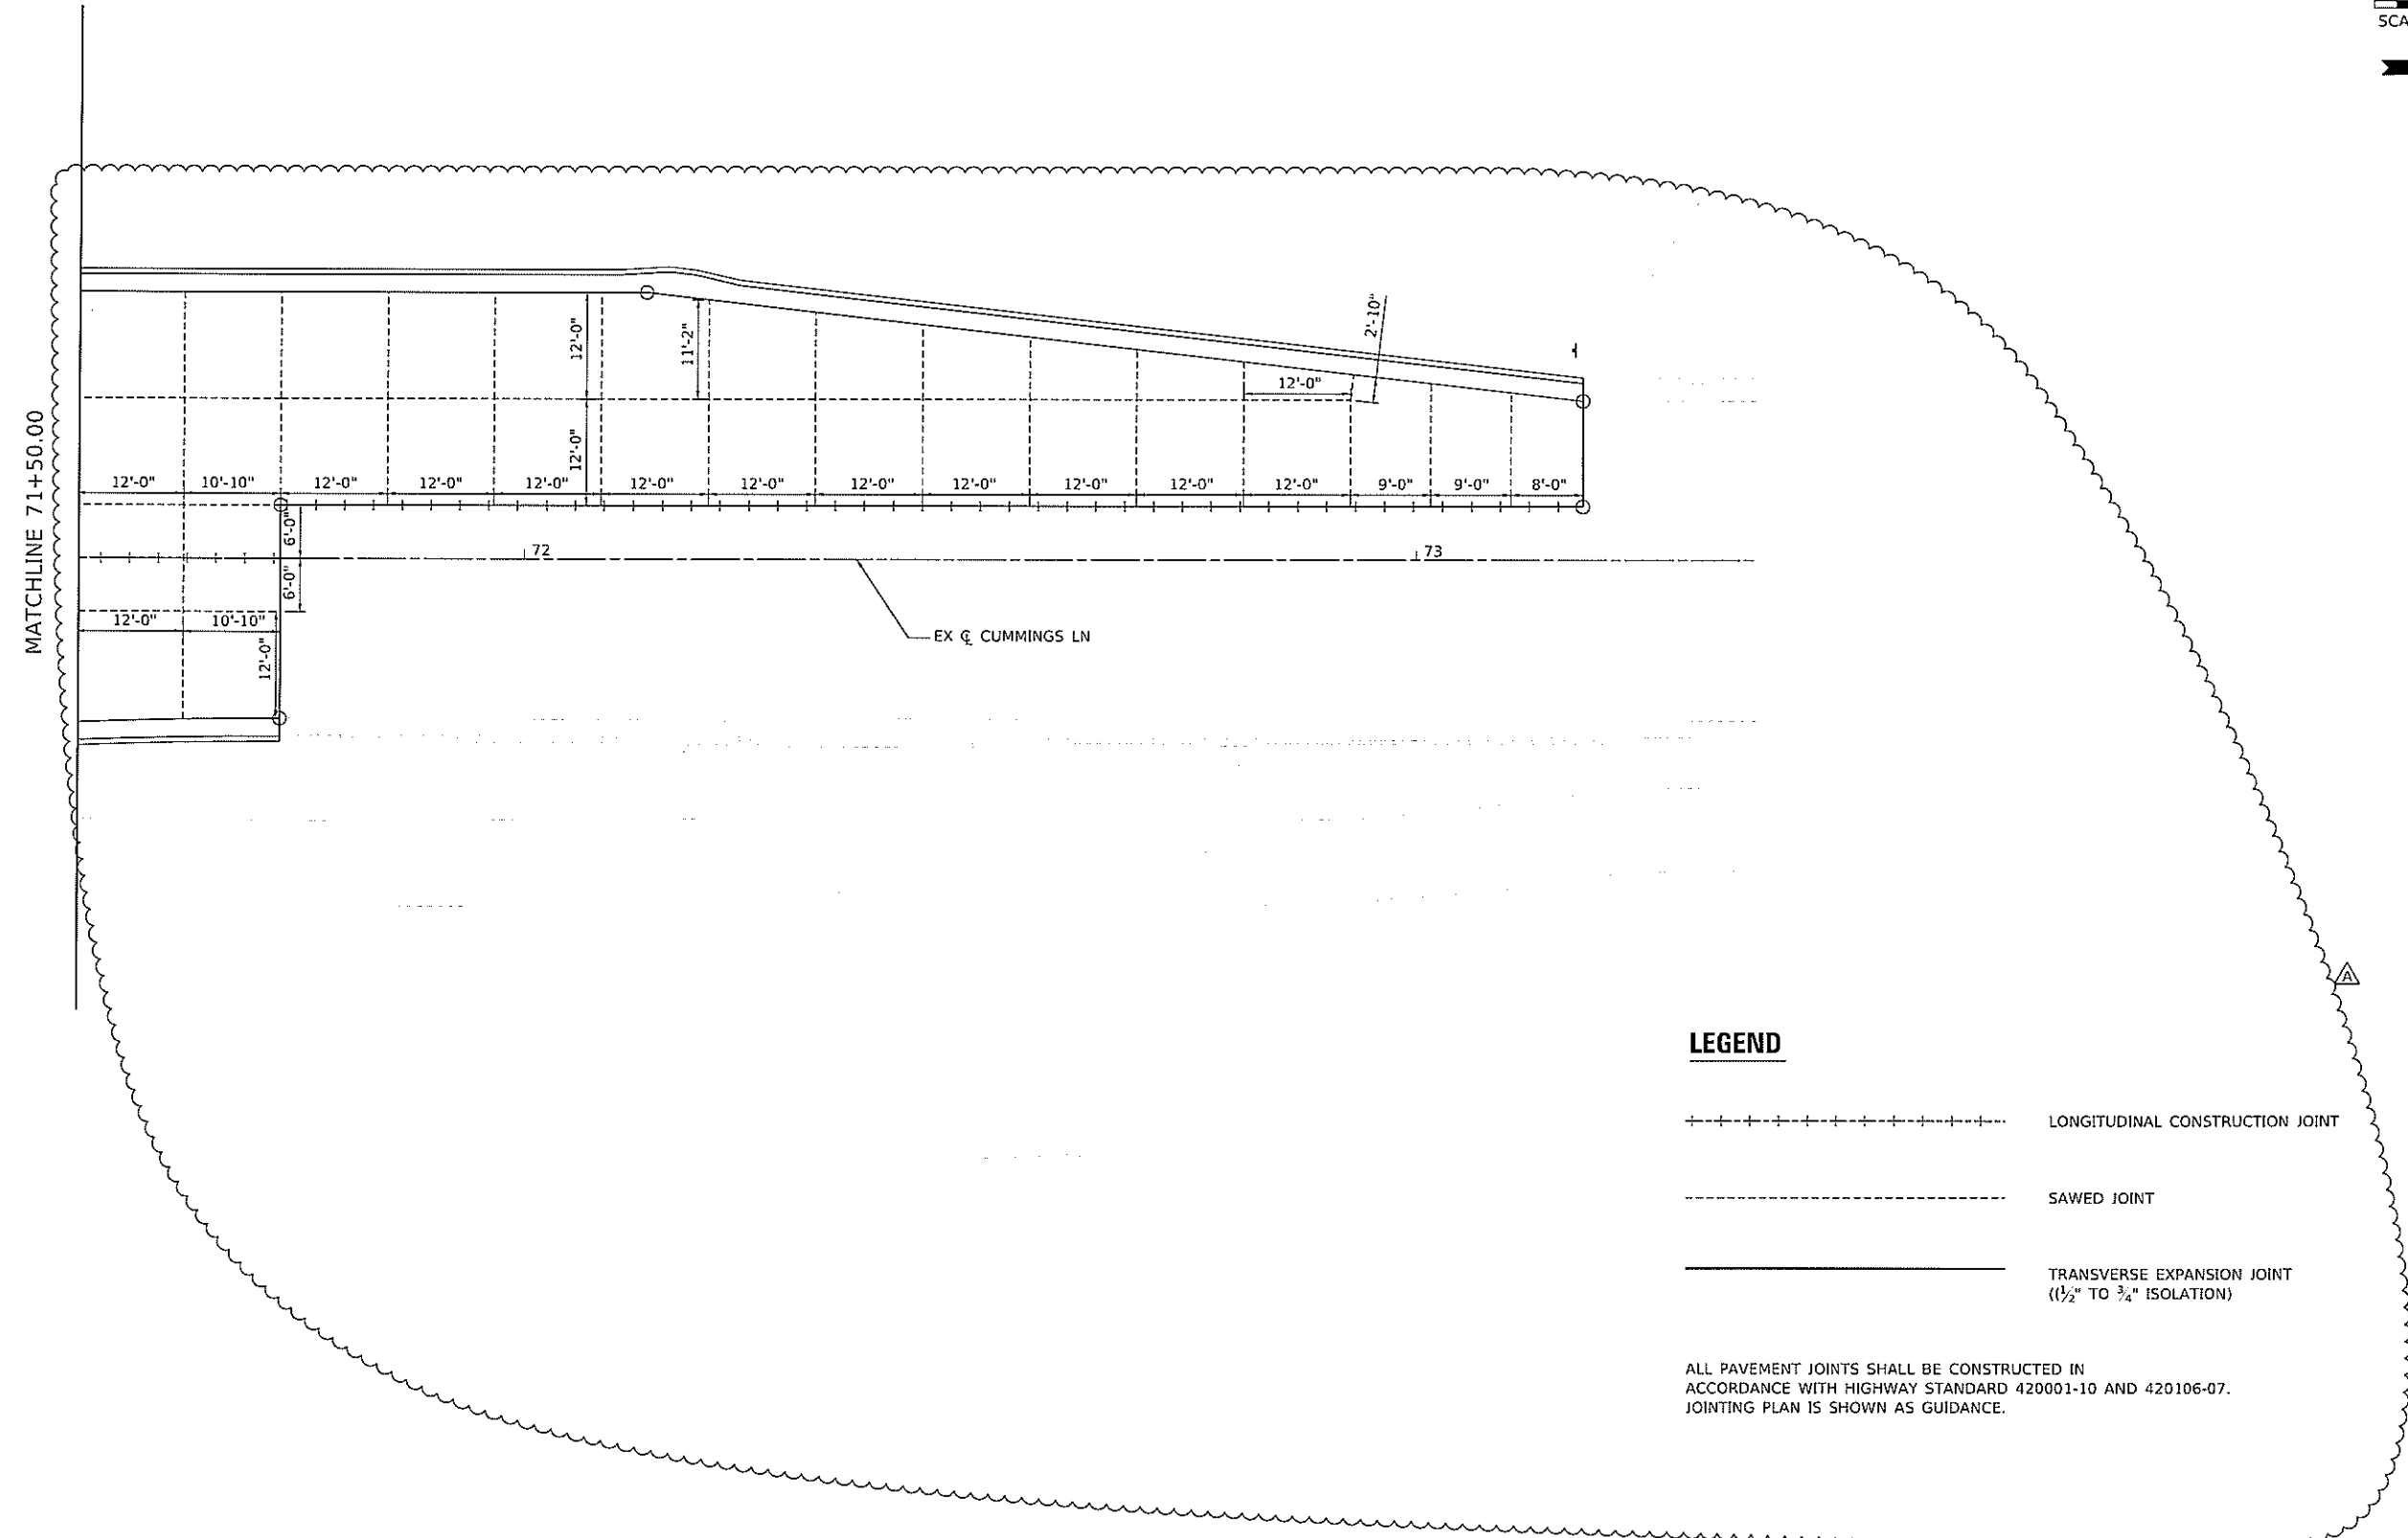 SCA
2'-10"
12'-0"
11'-2"
12'-0"
12'-0"
12'-0" 10'-10" 12'-0" 12'-0" 12'-0" 12'-0" 12'-0" 12'-0" 12'-0" 12'-0" 12'-0" 12'-0" 9'-0" 9'-0" 8'-0"
MATCHLINE 71+50.00
6'-0"
72
73
6'-0"
12'-0" 10'-10"
EX ℄ CUMMINGS LN
12'-0"
A
LEGEND
LONGITUDINAL CONSTRUCTION JOINT
SAWED JOINT
TRANSVERSE EXPANSION JOINT
((½" TO ¾" ISOLATION)
ALL PAVEMENT JOINTS SHALL BE CONSTRUCTED IN
ACCORDANCE WITH HIGHWAY STANDARD 420001-10 AND 420106-07.
JOINTING PLAN IS SHOWN AS GUIDANCE.